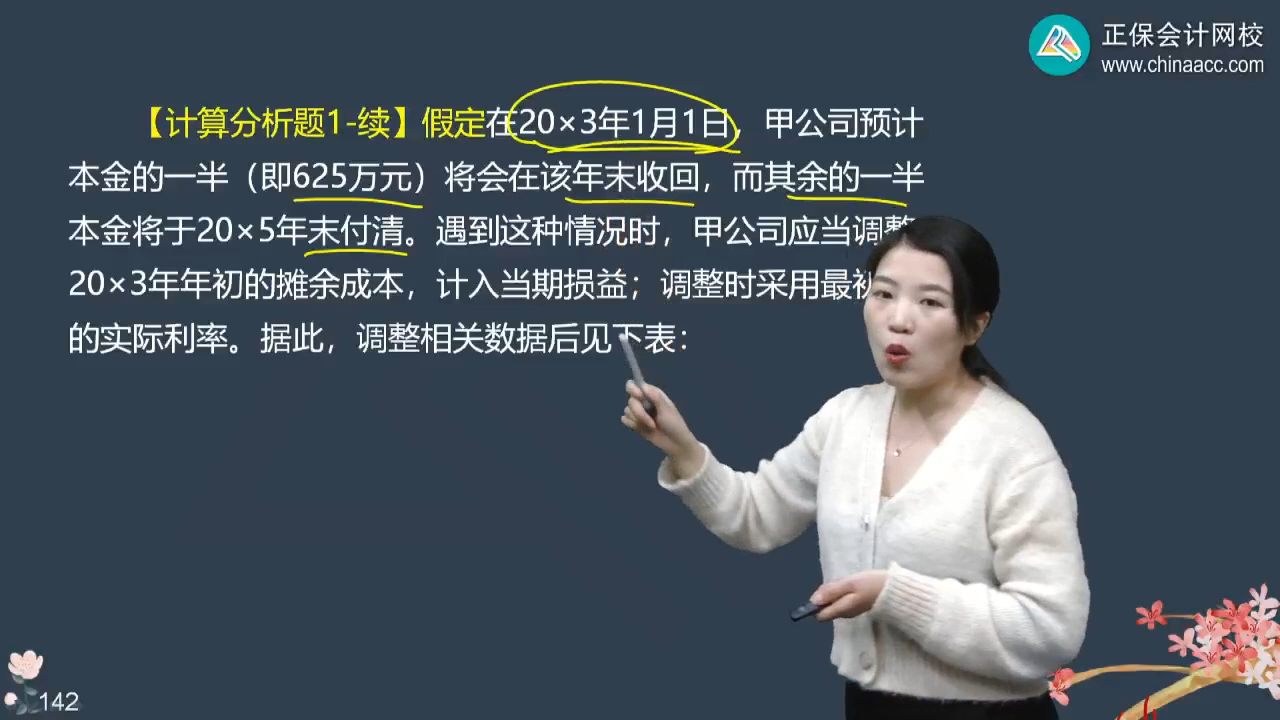 正保会计网校
www.chinaacc.com
【计算分析题1-续】假定在20×3年1月1日，甲公司预计
本金的一半（即625万元）将会在该年末收回，而其余的一半
本金将于20×5年末付清。遇到这种情况时，甲公司应当调整
20×3年年初的摊余成本，计入当期损益；调整时采用最初
的实际利率。据此，调整相关数据后见下表：
142